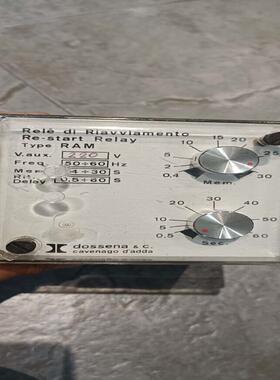 Relè di Riavviamento
Re-start Relay
Type RAM
V.aux. 220 V
Freq. 50÷60 Hz
Mem. 4÷30 S
Rit.
Delay 0.5÷60 S
15 20
10 25
5
2
0,4 30
Mem.
20 30
10 40
5 50
0,5 60
Sec.
dossena & c.
cavenago d'adda